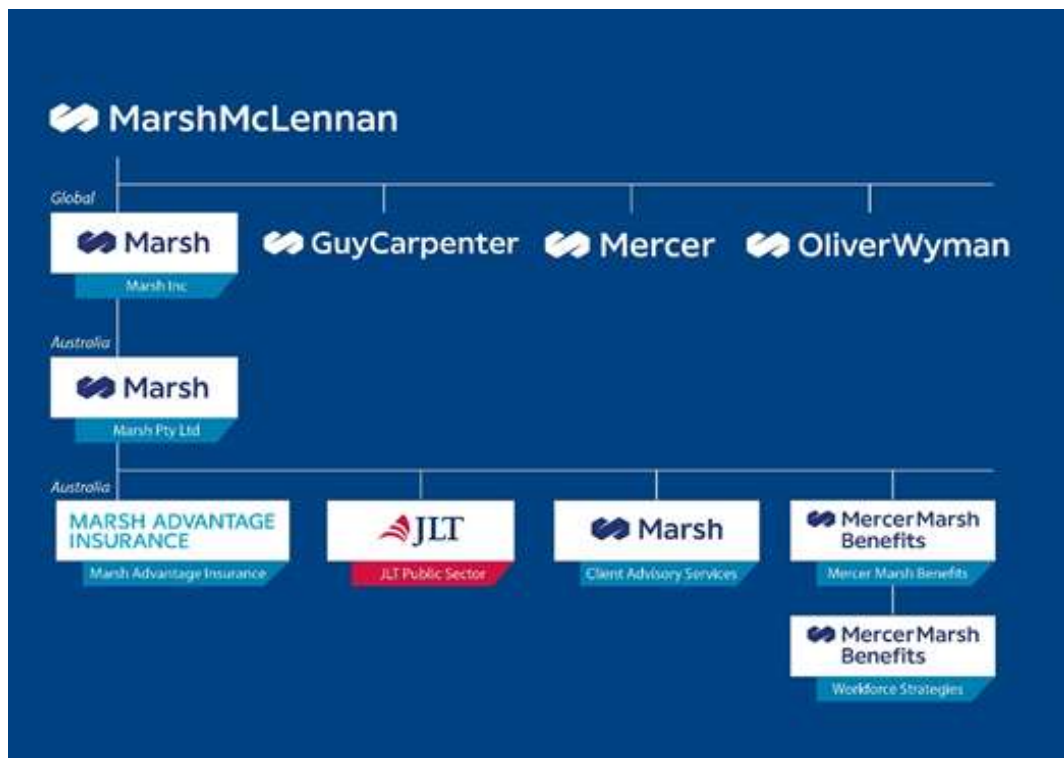 MarshMcLennan
Global
Marsh
GuyCarpenter
Mercer
OliverWyman
Marsh Inc
Australia
Marsh
Marsh Pty Ltd
Australia
MARSH ADVANTAGE
INSURANCE
JLT
Marsh
MercerMarsh
Benefits
Marsh Advantage Insurance
JLT Public Sector
Client Advisory Services
Mercer Marsh Benefits
MercerMarsh
Benefits
Workforce Strategies